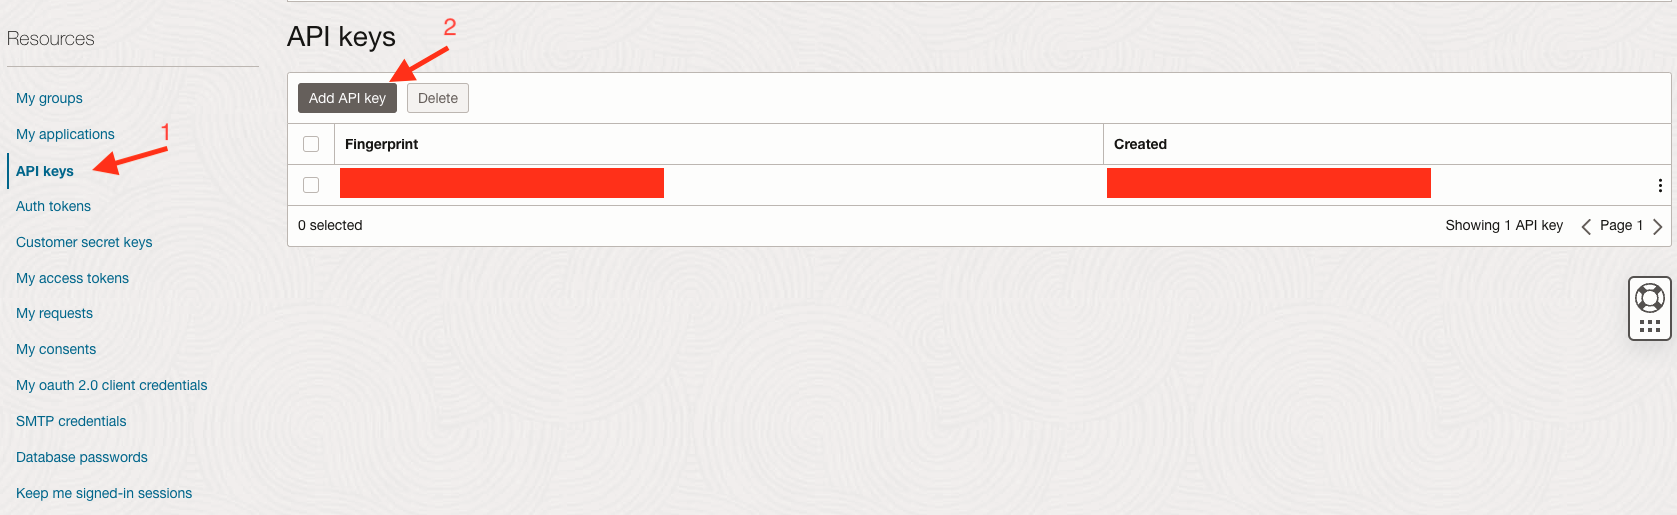 Resources
My groups
My applications
1
API keys
Auth tokens
Customer secret keys
My access tokens
My requests
My consents
My oauth 2.0 client credentials
SMTP credentials
Database passwords
Keep me signed-in sessions
API keys
2
Add API key Delete
Fingerprint Created
0 selected Showing 1 API key Page 1